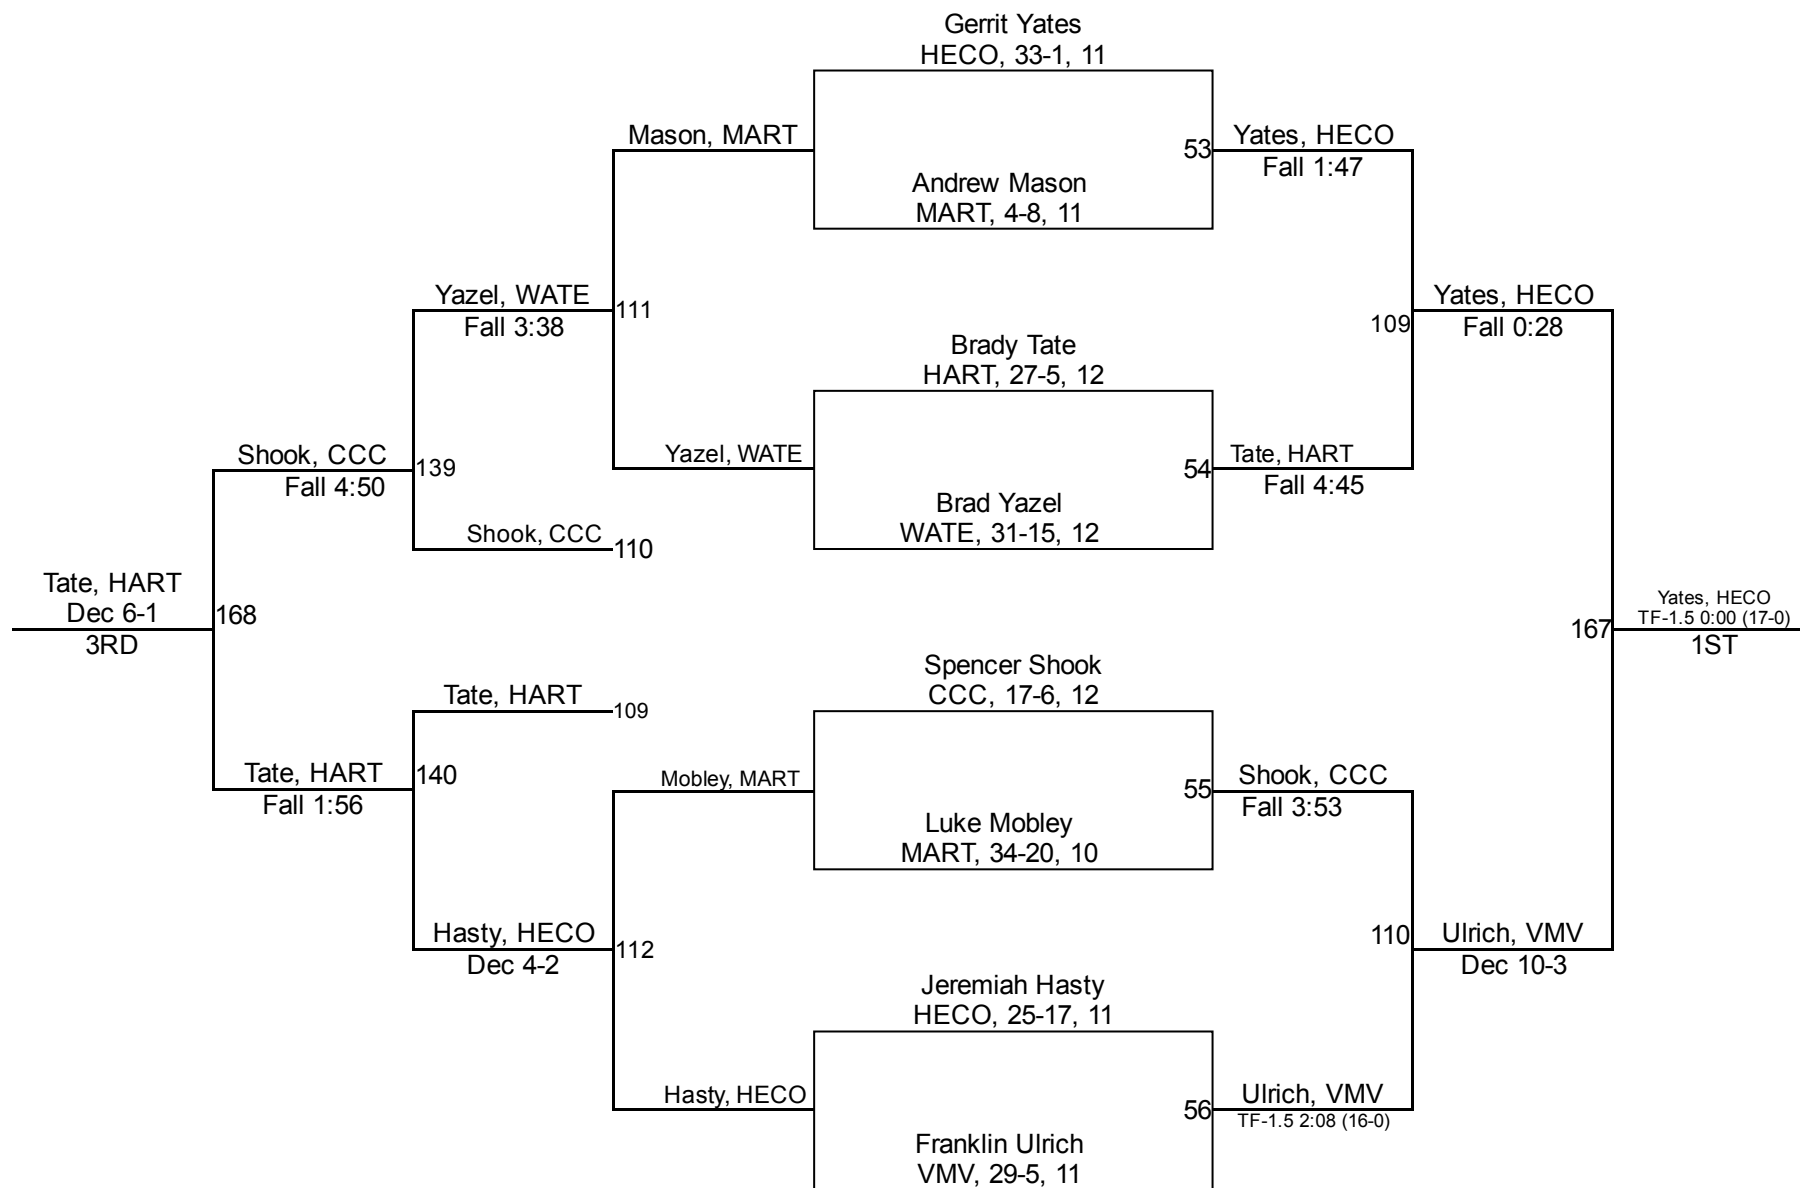 Gerrit Yates
HECO, 33-1, 11
Mason, MART
53
Yates, HECO
Fall 1:47
Andrew Mason
MART, 4-8, 11
Yazel, WATE
Fall 3:38
111
109
Yates, HECO
Fall 0:28
Brady Tate
HART, 27-5, 12
Shook, CCC
Fall 4:50
139
Yazel, WATE
54
Tate, HART
Fall 4:45
Brad Yazel
WATE, 31-15, 12
Shook, CCC
110
Tate, HART
Dec 6-1
3RD
168
167
Yates, HECO
TF-1.5 0:00 (17-0)
1ST
Spencer Shook
CCC, 17-6, 12
Tate, HART
109
Tate, HART
Fall 1:56
140
Mobley, MART
55
Shook, CCC
Fall 3:53
Luke Mobley
MART, 34-20, 10
Hasty, HECO
Dec 4-2
112
110
Ulrich, VMV
Dec 10-3
Jeremiah Hasty
HECO, 25-17, 11
Hasty, HECO
56
Ulrich, VMV
TF-1.5 2:08 (16-0)
Franklin Ulrich
VMV, 29-5, 11